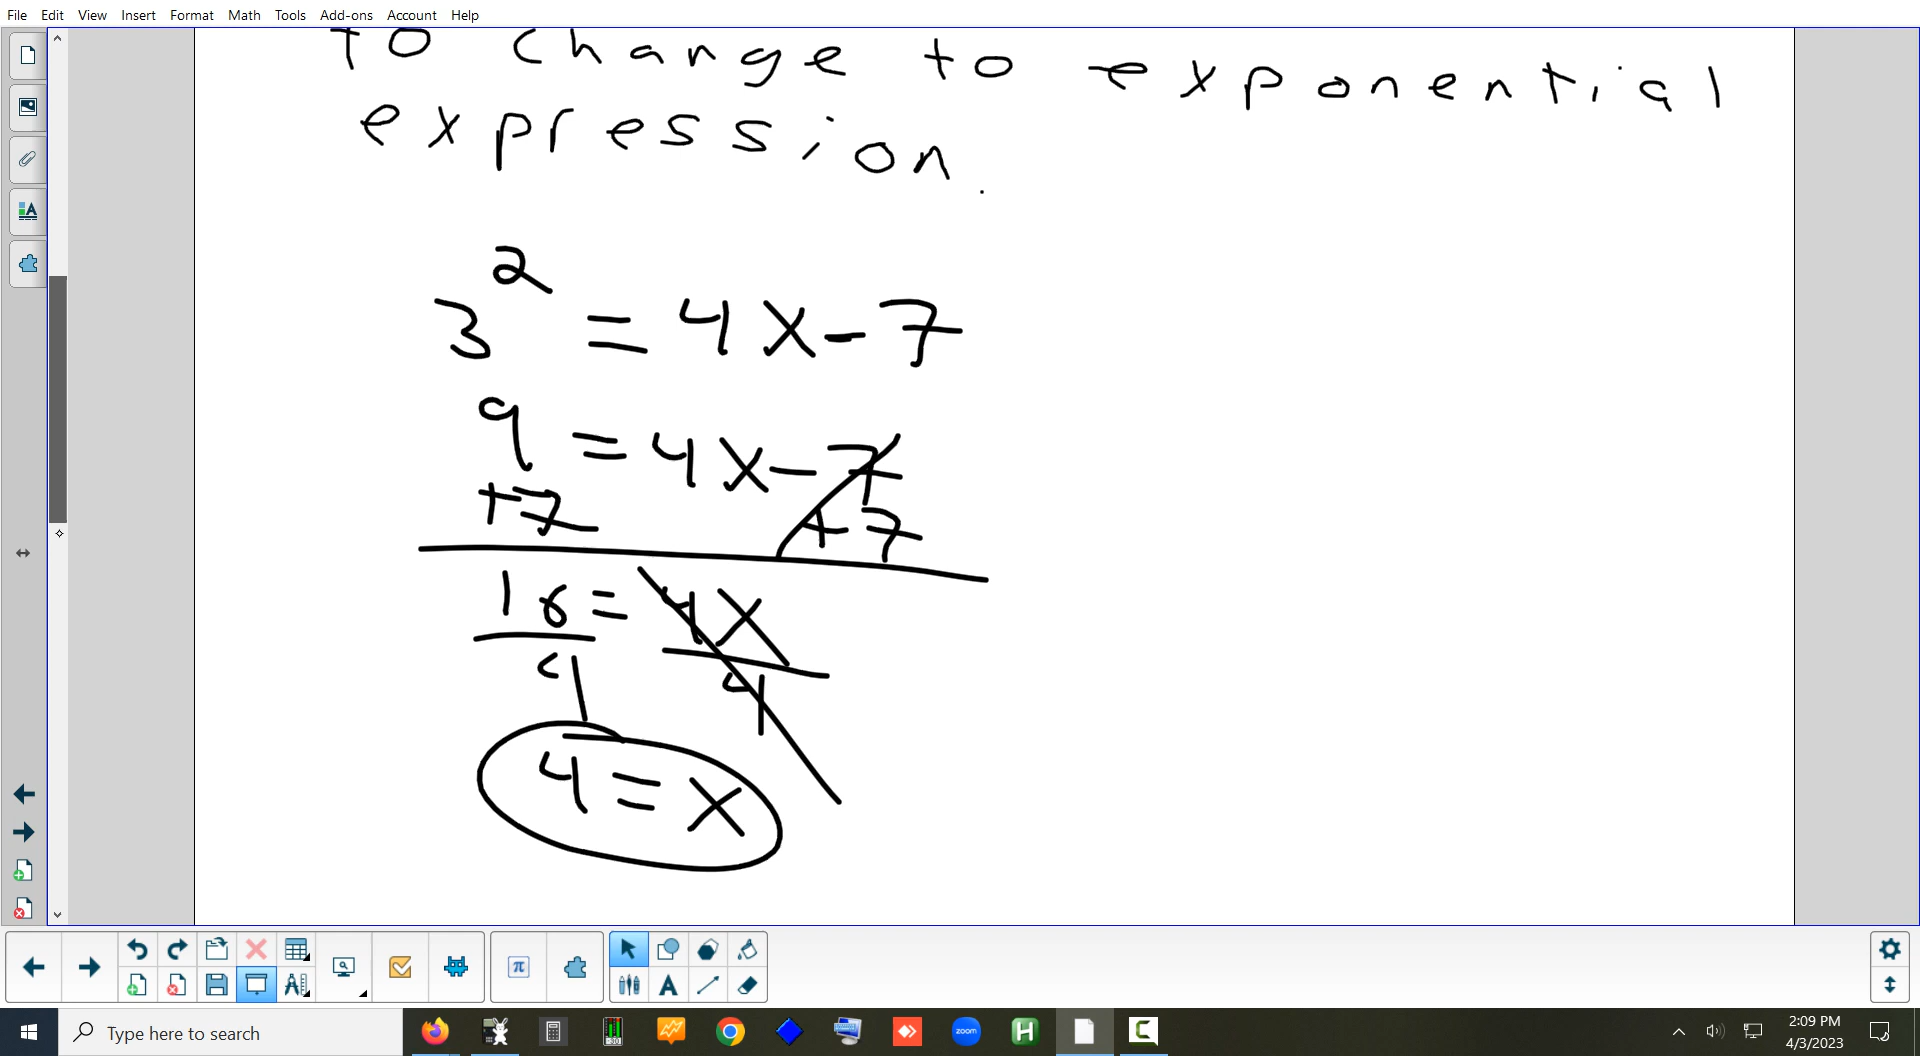 File Edit View Insert Format Math Tools Add-ons Account Help
To change to exponential
expression.
3² = 4x - 7
9 = 4x - 7
+7 +7
16 = 4x
4 4
4 = x
π
A
Type here to search
zoom
H
C
2:09 PM
4/3/2023